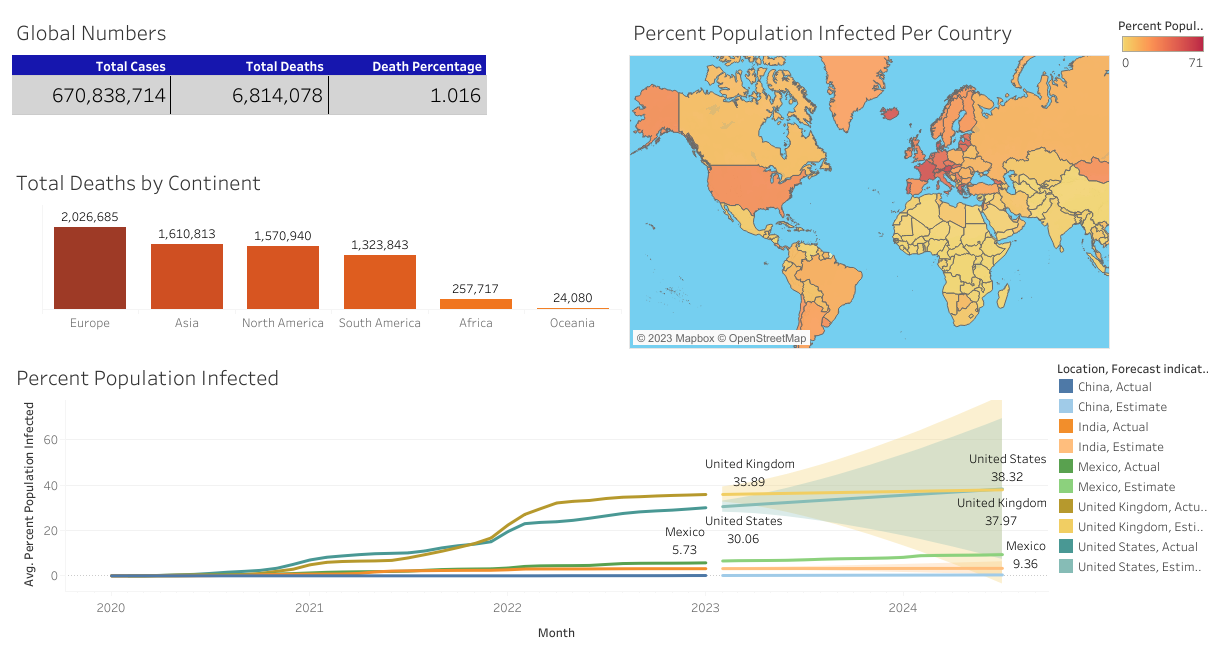 Global Numbers
Total Cases Total Deaths Death Percentage
670,838,714 6,814,078 1.016
Percent Population Infected Per Country
Percent Popul..
0 71
© 2023 Mapbox © OpenStreetMap
Total Deaths by Continent
2,026,685 1,610,813 1,570,940 1,323,843 257,717 24,080
Europe Asia North America South America Africa Oceania
Percent Population Infected
Avg. Percent Population Infected
60
40
20
0
United Kingdom
35.89
United States
30.06
Mexico
5.73
United States
38.32
United Kingdom
37.97
Mexico
9.36
2020 2021 2022 2023 2024
Month
Location, Forecast indicat..
China, Actual
China, Estimate
India, Actual
India, Estimate
Mexico, Actual
Mexico, Estimate
United Kingdom, Actu..
United Kingdom, Esti..
United States, Actual
United States, Estim..